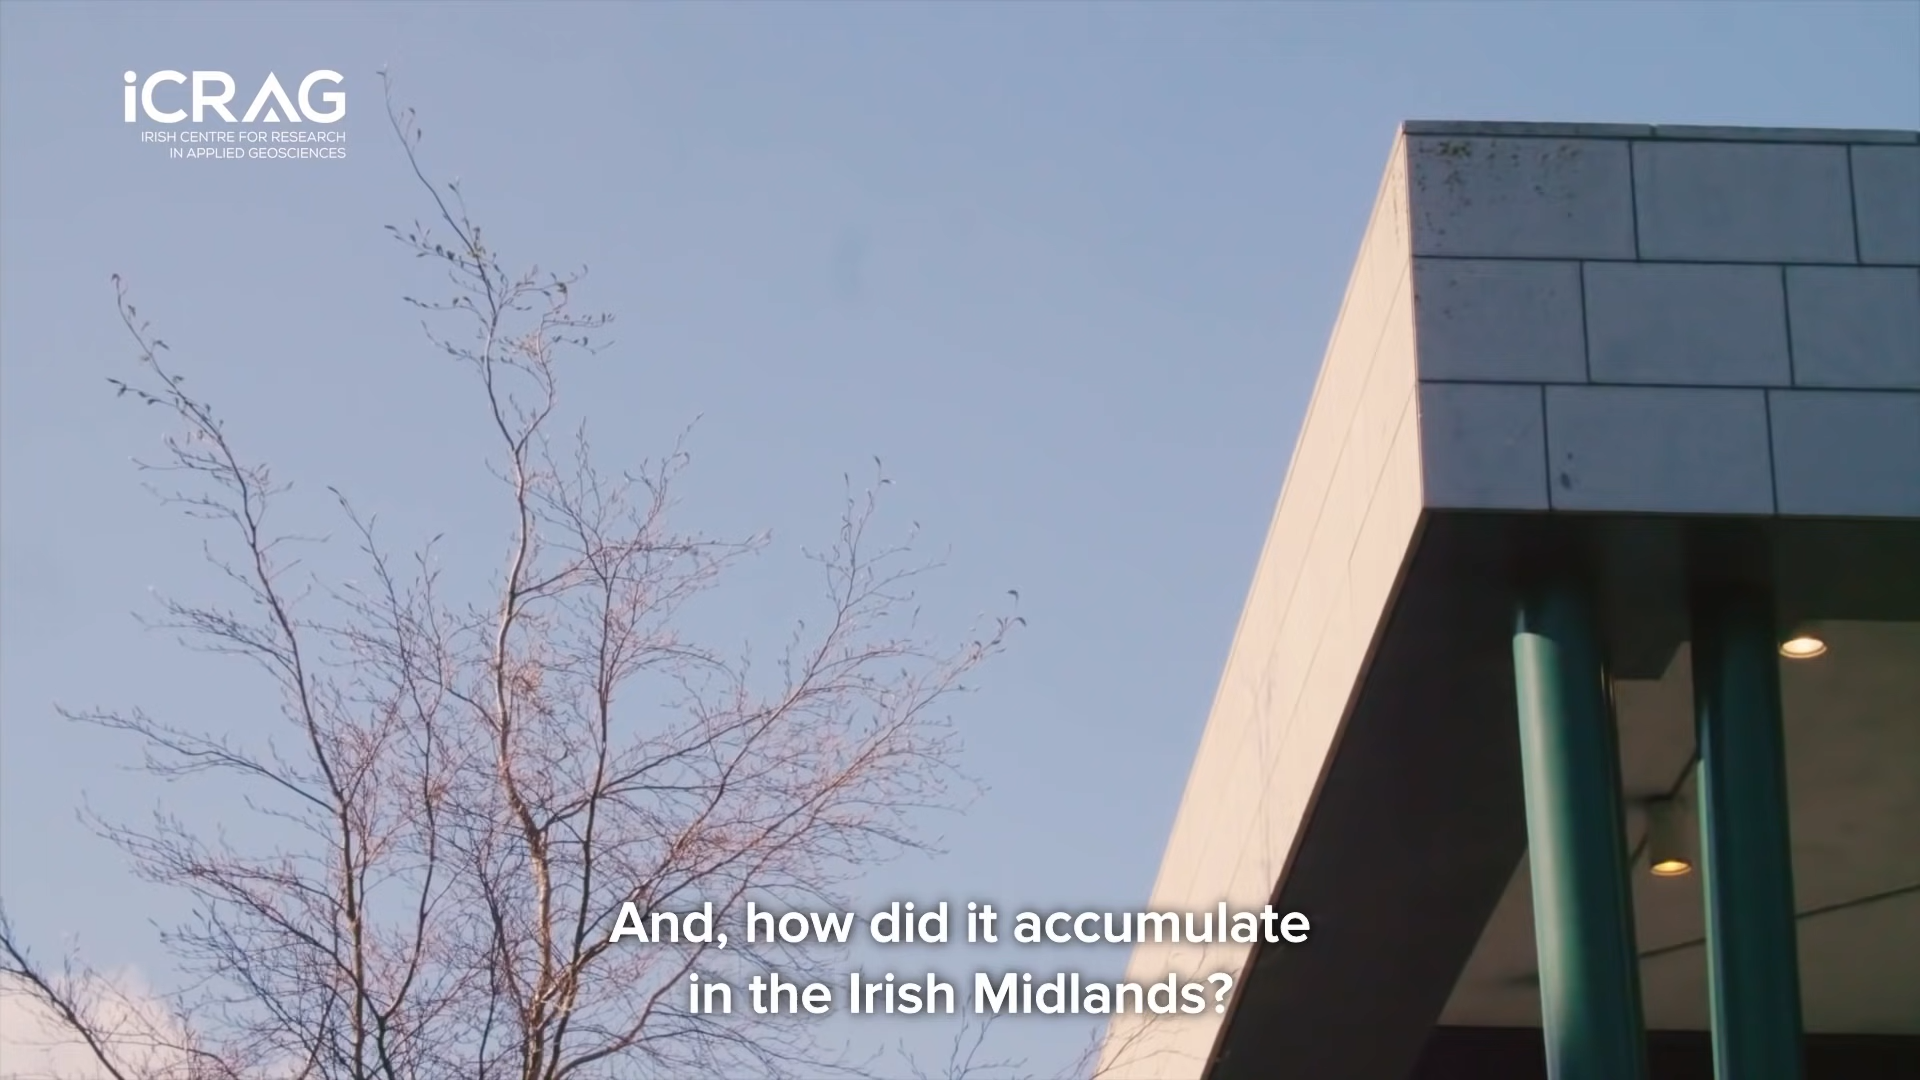 iCRAG
IRISH CENTRE FOR RESEARCH
IN APPLIED GEOSCIENCES
And, how did it accumulate
in the Irish Midlands?